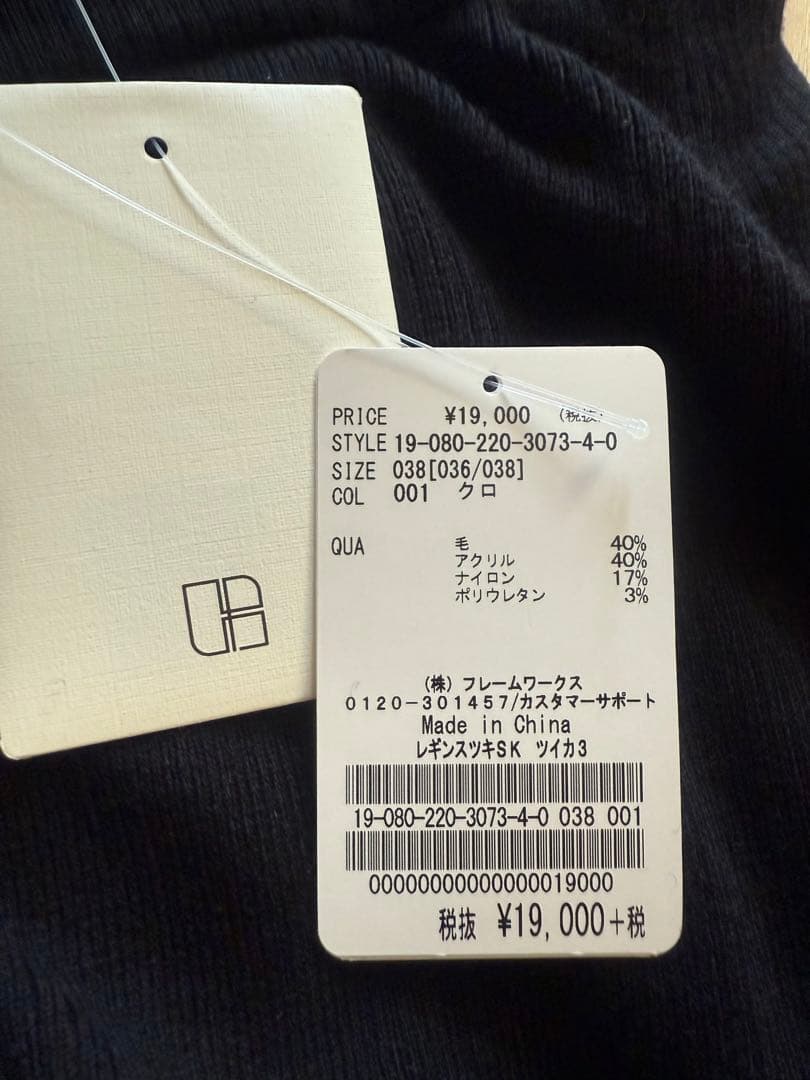 PRICE ¥19,000 (税抜)
STYLE 19-080-220-3073-4-0
SIZE 038[036/038]
COL 001 クロ
QUA 毛 40%
アクリル 40%
ナイロン 17%
ポリウレタン 3%
(株) フレームワークス
0120-301457/カスタマーサポート
Made in China
レギンスツキSK ツイカ3
19-080-220-3073-4-0 038 001
00000000000000019000
税抜 ¥19,000+税